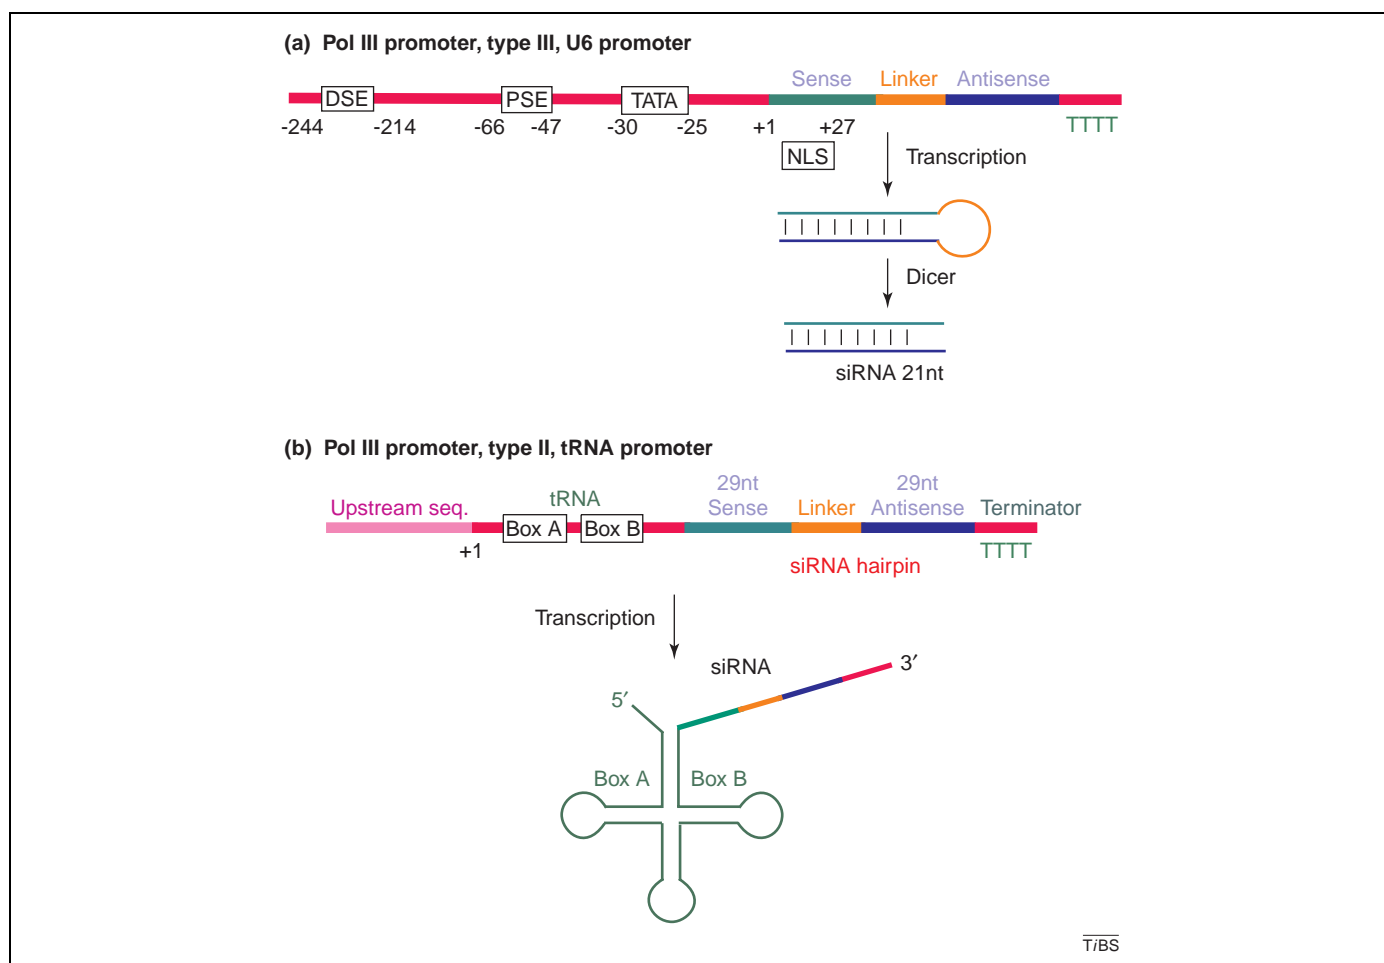 (a) Pol III promoter, type III, U6 promoter
Sense Linker Antisense
DSE PSE TATA
-244 -214 -66 -47 -30 -25 +1 +27 TTTT
NLS Transcription
Dicer
siRNA 21nt
(b) Pol III promoter, type II, tRNA promoter
29nt 29nt
Upstream seq. tRNA Sense Linker Antisense Terminator
Box A Box B
+1 TTTT
siRNA hairpin
Transcription
siRNA 3′
5′
Box A Box B
TiBS